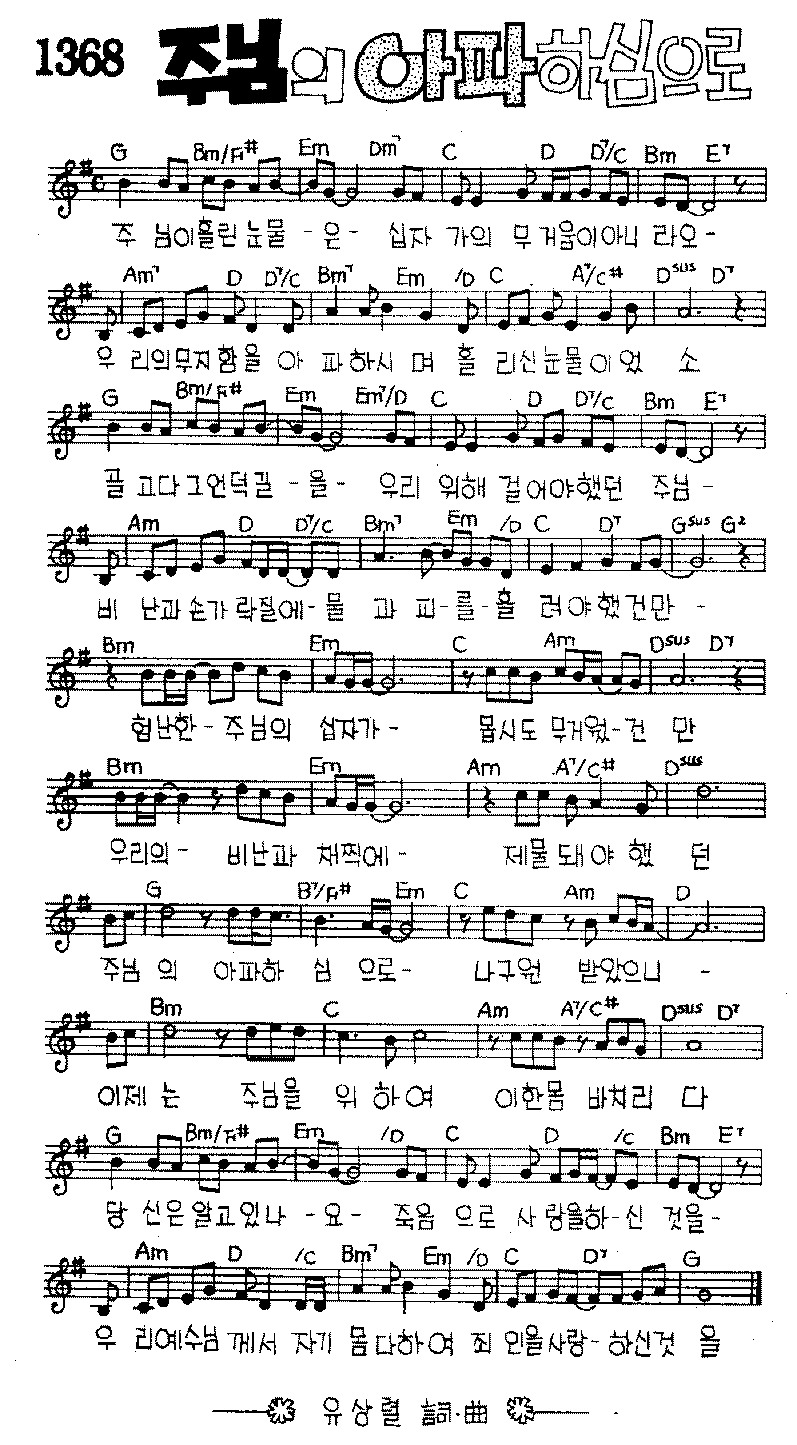 1368 주님의 아파하심으로
G Bm/F# Em Dm7 C D D7/C Bm E7
주 님이흘린눈물 - 은 - 십자 가의 무거움이아니 라오 -
Am7 D D7/C Bm7 Em /D C A7/C# Dsus D7
우 리의무지함을 아 파하시 며 흘 리신눈물이었 소
G Bm/F# Em Em7/D C D D7/C Bm E7
골 고다그언덕길 - 을 - 우리 위해 걸어야했던 주님 -
Am D D7/C Bm7 Em /D C D7 Gsus G2
비 난과손가락질에 - 물 과 피 - 를 - 흘 려야했건만 -
Bm Em C Am Dsus D7
험난한 - 주님의 십자가 - 몹시도 무거웠 - 건 만
Bm Em Am A7/C# Dsus
우리의 - 비난과 채찍에 - 제물돼야 했 던
G B7/F# Em C Am D
주님 의 아파하 심 으로 - 나구원 받았으니 -
Bm C Am A7/C# Dsus D7
이제 는 주님을 위 하여 이한몸 바치리 다
G Bm/F# Em /D C D /C Bm E7
당 신은알고있나 - 요 - 죽음 으로 사랑을하 - 신 것을 -
Am D /C Bm7 Em /D C D7 G
우 리예수님 께서 자기 몸다하여 죄 인을사랑 - 하신것 을
유상렬 詞·曲